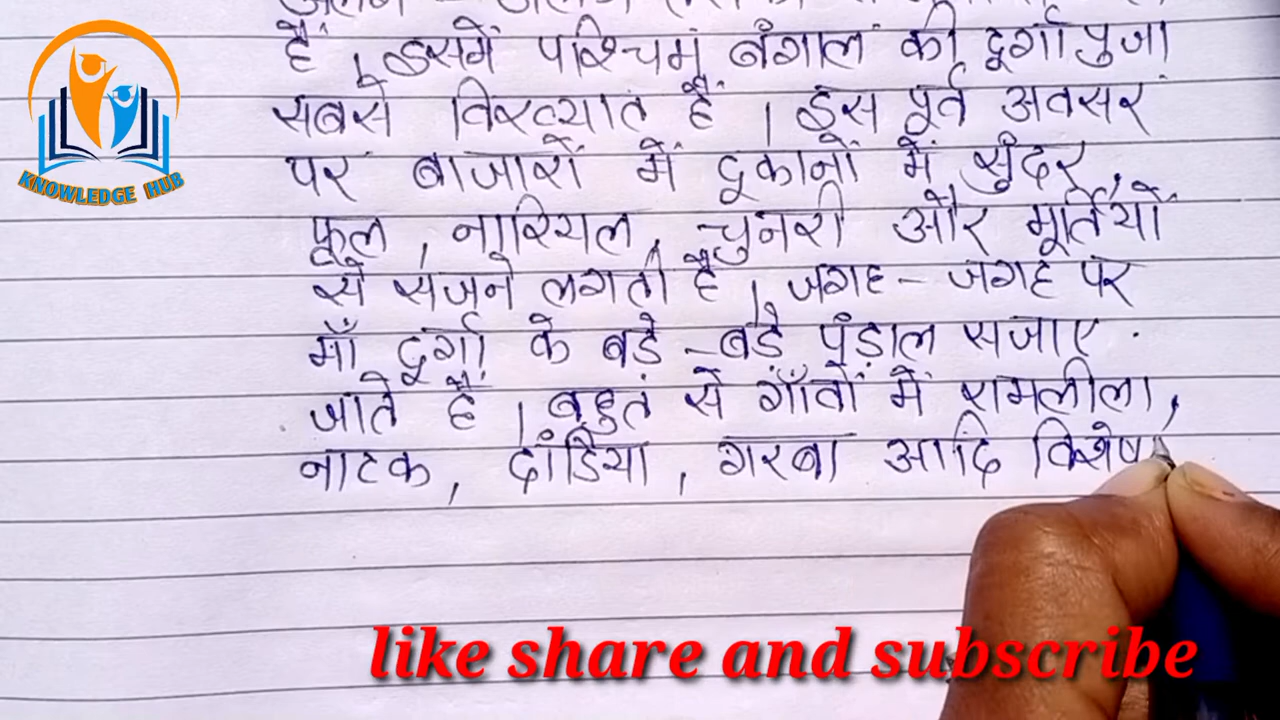 हैं । इसमें पश्चिम बंगाल की दूर्गा पुजा
सबसे विख्यात हैं । इस पूर्व अवसर
पर बाजारों में दूकानों में सुंदर,
फूल, नारियल, चुनरी और मूर्तियों
से सजने लगती हैं । जगह - जगह पर
माँ दूर्गा के बड़े - बड़े पंड़ाल सजाए
जाते हैं । बहुत से गाँवों में रामलीला,
नाटक, दांडिया, गरबा आदि विशेष
KNOWLEDGE HUB
like share and subscribe